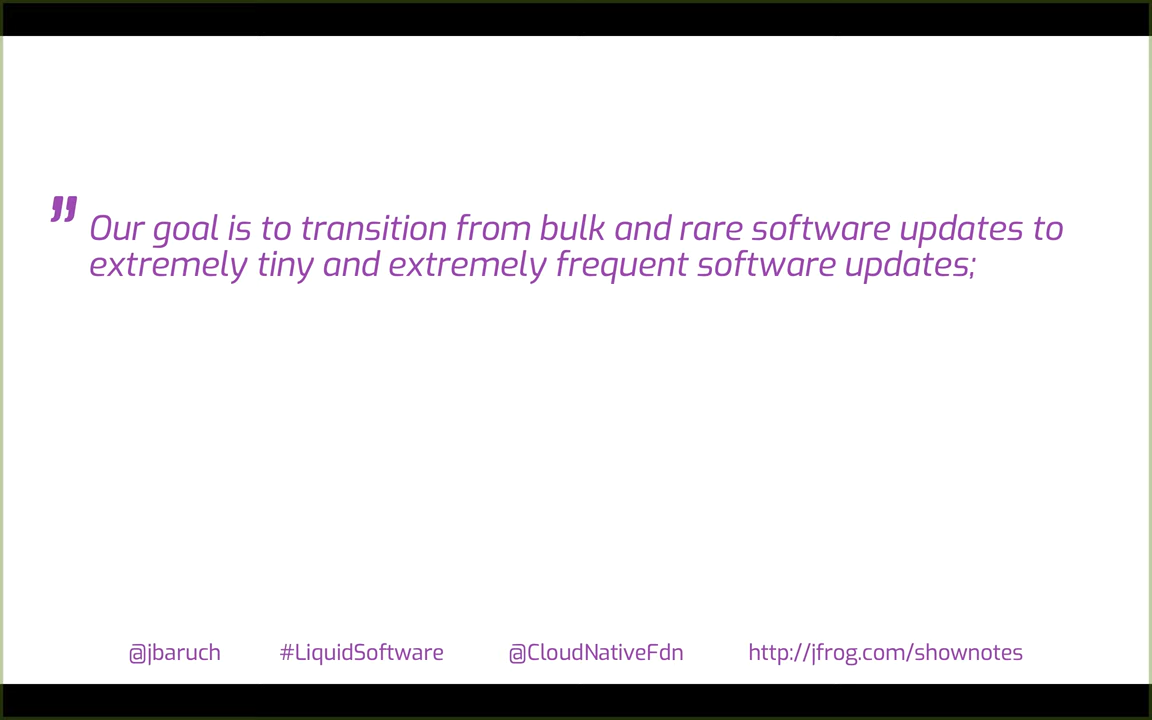 ” Our goal is to transition from bulk and rare software updates to
extremely tiny and extremely frequent software updates;
@jbaruch #LiquidSoftware @CloudNativeFdn http://jfrog.com/shownotes